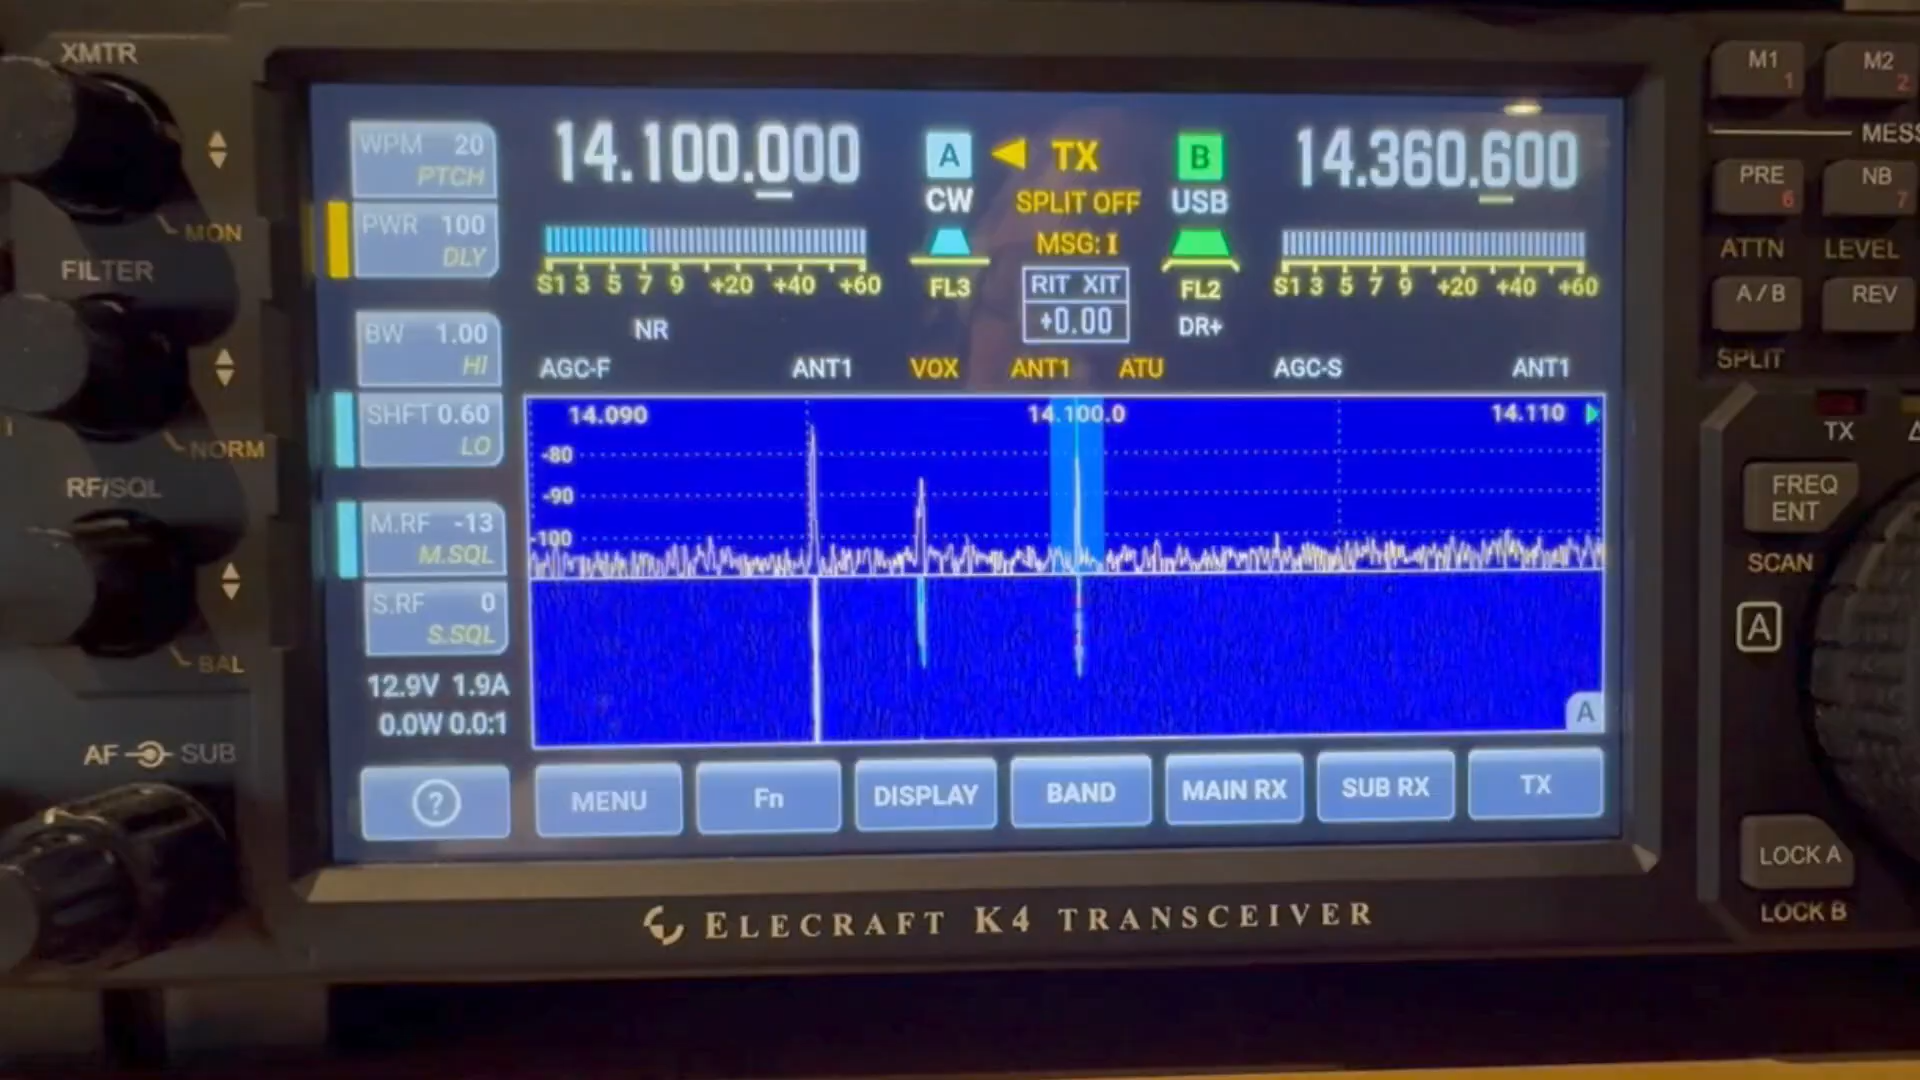 XMTR
MON
FILTER
NORM
RF/SQL
BAL
AF SUB
WPM 20
PTCH
PWR 100
DLY
BW 1.00
HI
SHFT 0.60
LO
M.RF -13
M.SQL
S.RF 0
S.SQL
12.9V 1.9A
0.0W 0.0:1
14.100.000
A
TX
B
14.360.600
CW
SPLIT OFF
USB
MSG: I
S1 3 5 7 9 +20 +40 +60
FL3
RIT XIT
+0.00
FL2
S1 3 5 7 9 +20 +40 +60
NR
DR+
AGC-F
ANT1
VOX
ANT1
ATU
AGC-S
ANT1
14.090
14.100.0
14.110
-80
-90
-100
A
?
MENU
Fn
DISPLAY
BAND
MAIN RX
SUB RX
TX
ELECRAFT K4 TRANSCEIVER
M1 1
M2 2
MESS
PRE 6
NB 7
ATTN
LEVEL
A/B
REV
SPLIT
TX
FREQ
ENT
SCAN
A
LOCK A
LOCK B